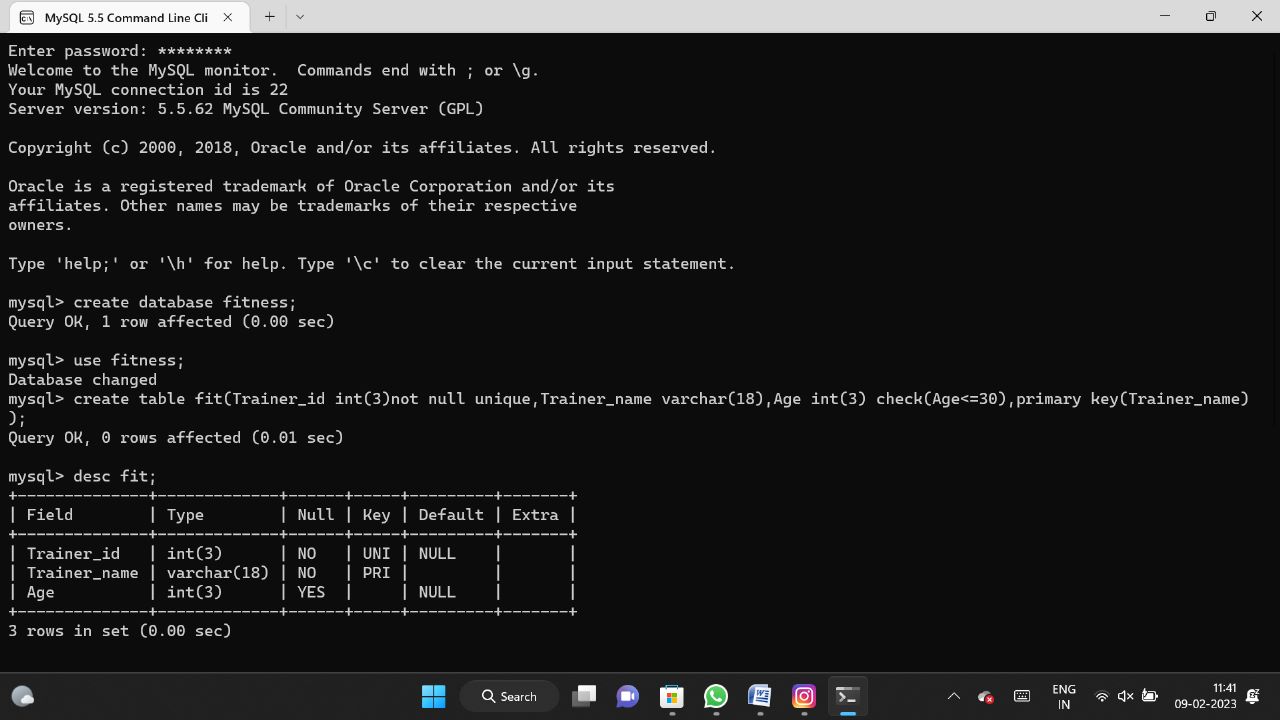 MySQL 5.5 Command Line Cli
Enter password: ********
Welcome to the MySQL monitor.  Commands end with ; or \g.
Your MySQL connection id is 22
Server version: 5.5.62 MySQL Community Server (GPL)
Copyright (c) 2000, 2018, Oracle and/or its affiliates. All rights reserved.
Oracle is a registered trademark of Oracle Corporation and/or its
affiliates. Other names may be trademarks of their respective
owners.
Type 'help;' or '\h' for help. Type '\c' to clear the current input statement.
mysql> create database fitness;
Query OK, 1 row affected (0.00 sec)
mysql> use fitness;
Database changed
mysql> create table fit(Trainer_id int(3)not null unique,Trainer_name varchar(18),Age int(3) check(Age<=30),primary key(Trainer_name)
);
Query OK, 0 rows affected (0.01 sec)
mysql> desc fit;
+--------------+-------------+------+-----+---------+-------+
| Field        | Type        | Null | Key | Default | Extra |
+--------------+-------------+------+-----+---------+-------+
| Trainer_id   | int(3)      | NO   | UNI | NULL    |       |
| Trainer_name | varchar(18) | NO   | PRI |         |       |
| Age          | int(3)      | YES  |     | NULL    |       |
+--------------+-------------+------+-----+---------+-------+
3 rows in set (0.00 sec)
Search
ENG
IN
11:41
09-02-2023